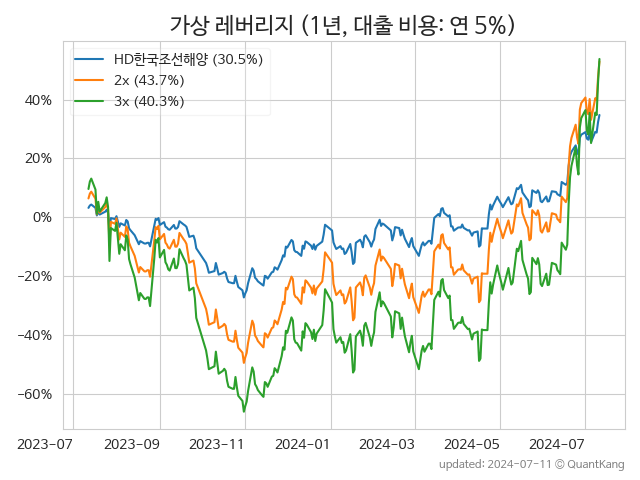 가상 레버리지 (1년, 대출 비용: 연 5%)
HD한국조선해양 (30.5%)
2x (43.7%)
3x (40.3%)
40%
20%
0%
−20%
−40%
−60%
2023-07 2023-09 2023-11 2024-01 2024-03 2024-05 2024-07
updated: 2024-07-11 © QuantKang